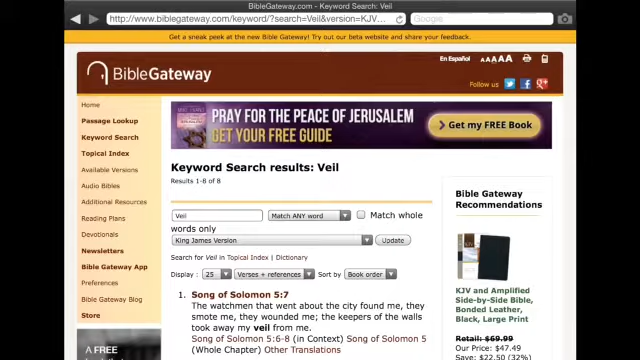 BibleGateway.com - Keyword Search: Veil
http://www.biblegateway.com/keyword/?search=Veil&version=KJV...
Google
Get a sneak peek at the new Bible Gateway! Try out our beta website and share your feedback.
BibleGateway
En Español
A A A A A
Follow us
Home
Passage Lookup
Keyword Search
Topical Index
Available Versions
Audio Bibles
Additional Resources
Reading Plans
Devotionals
Newsletters
Bible Gateway App
Preferences
Bible Gateway Blog
Store
A FREE
PRAY FOR THE PEACE OF JERUSALEM
GET YOUR FREE GUIDE
Get my FREE Book
Keyword Search results: Veil
Results 1-8 of 8
Veil
Match ANY word
Match whole
words only
King James Version
Update
Search for Veil in Topical Index | Dictionary
Display : 25 Verses + references Sort by Book order
1. Song of Solomon 5:7
The watchmen that went about the city found me, they
smote me, they wounded me; the keepers of the walls
took away my veil from me.
Song of Solomon 5:6-8 (in Context) Song of Solomon 5
(Whole Chapter) Other Translations
Bible Gateway
Recommendations
KJV and Amplified
Side-by-Side Bible,
Bonded Leather,
Black, Large Print
Retail: $69.99
Our Price: $47.49
Save: $22.50 (32%)